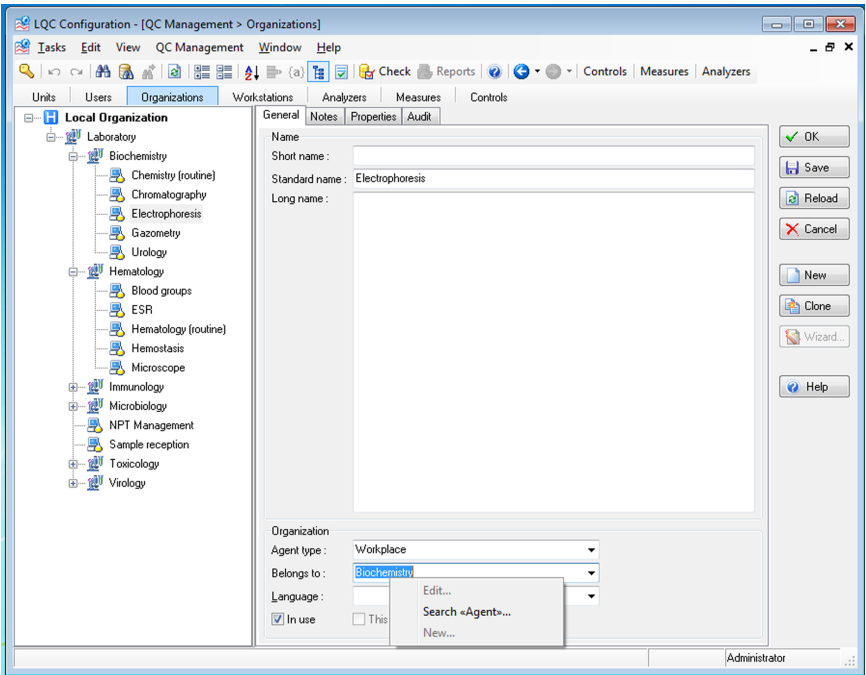 LQC Configuration - [QC Management > Organizations]
Tasks Edit View QC Management Window Help
{a} Check Reports Controls Measures Analyzers
Units Users Organizations Workstations Analyzers Measures Controls
Local Organization
Laboratory
Biochemistry
Chemistry (routine)
Chromatography
Electrophoresis
Gazometry
Urology
Hematology
Blood groups
ESR
Hematology (routine)
Hemostasis
Microscope
Immunology
Microbiology
NPT Management
Sample reception
Toxicology
Virology
General Notes Properties Audit
Name
Short name :
Standard name : Electrophoresis
Long name :
Organization
Agent type : Workplace
Belongs to : Biochemistry
Language :
In use This
Edit...
Search «Agent»...
New...
OK
Save
Reload
Cancel
New
Clone
Wizard...
Help
Administrator